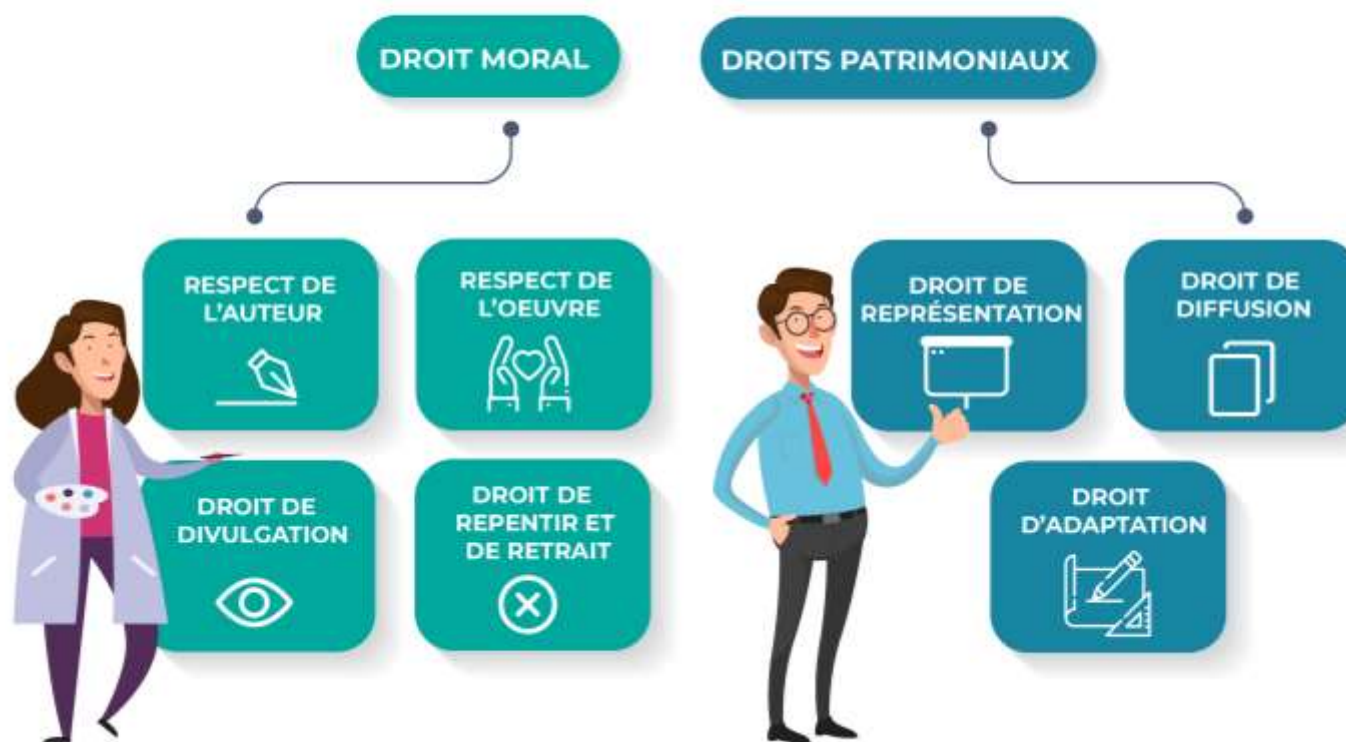 DROIT MORAL
DROITS PATRIMONIAUX
RESPECT DE
L'AUTEUR
RESPECT DE
L'OEUVRE
DROIT DE
DIVULGATION
DROIT DE
REPENTIR ET
DE RETRAIT
DROIT DE
REPRÉSENTATION
DROIT DE
DIFFUSION
DROIT
D'ADAPTATION